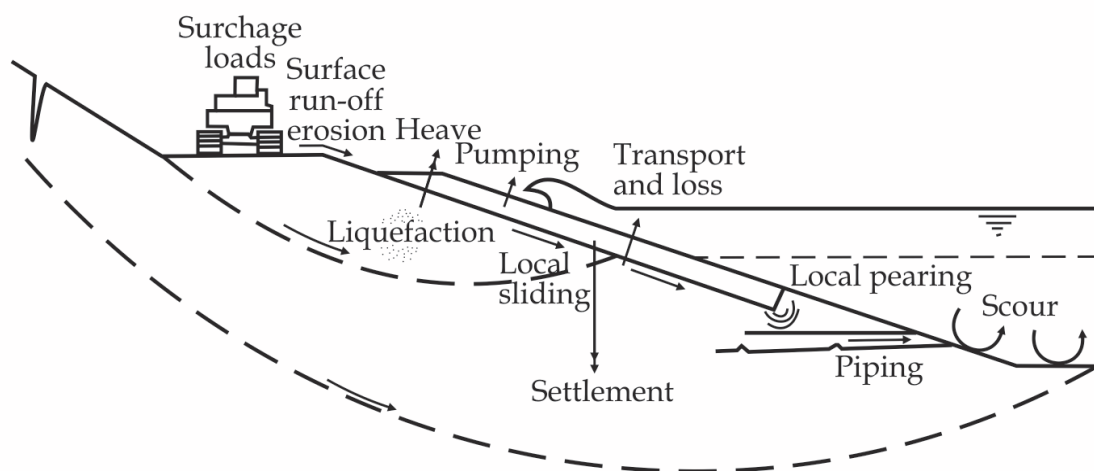 Surchage
loads
Surface
run-off
erosion
Heave
Pumping
Transport
and loss
Liquefaction
Local
sliding
Local pearing
Scour
Piping
Settlement